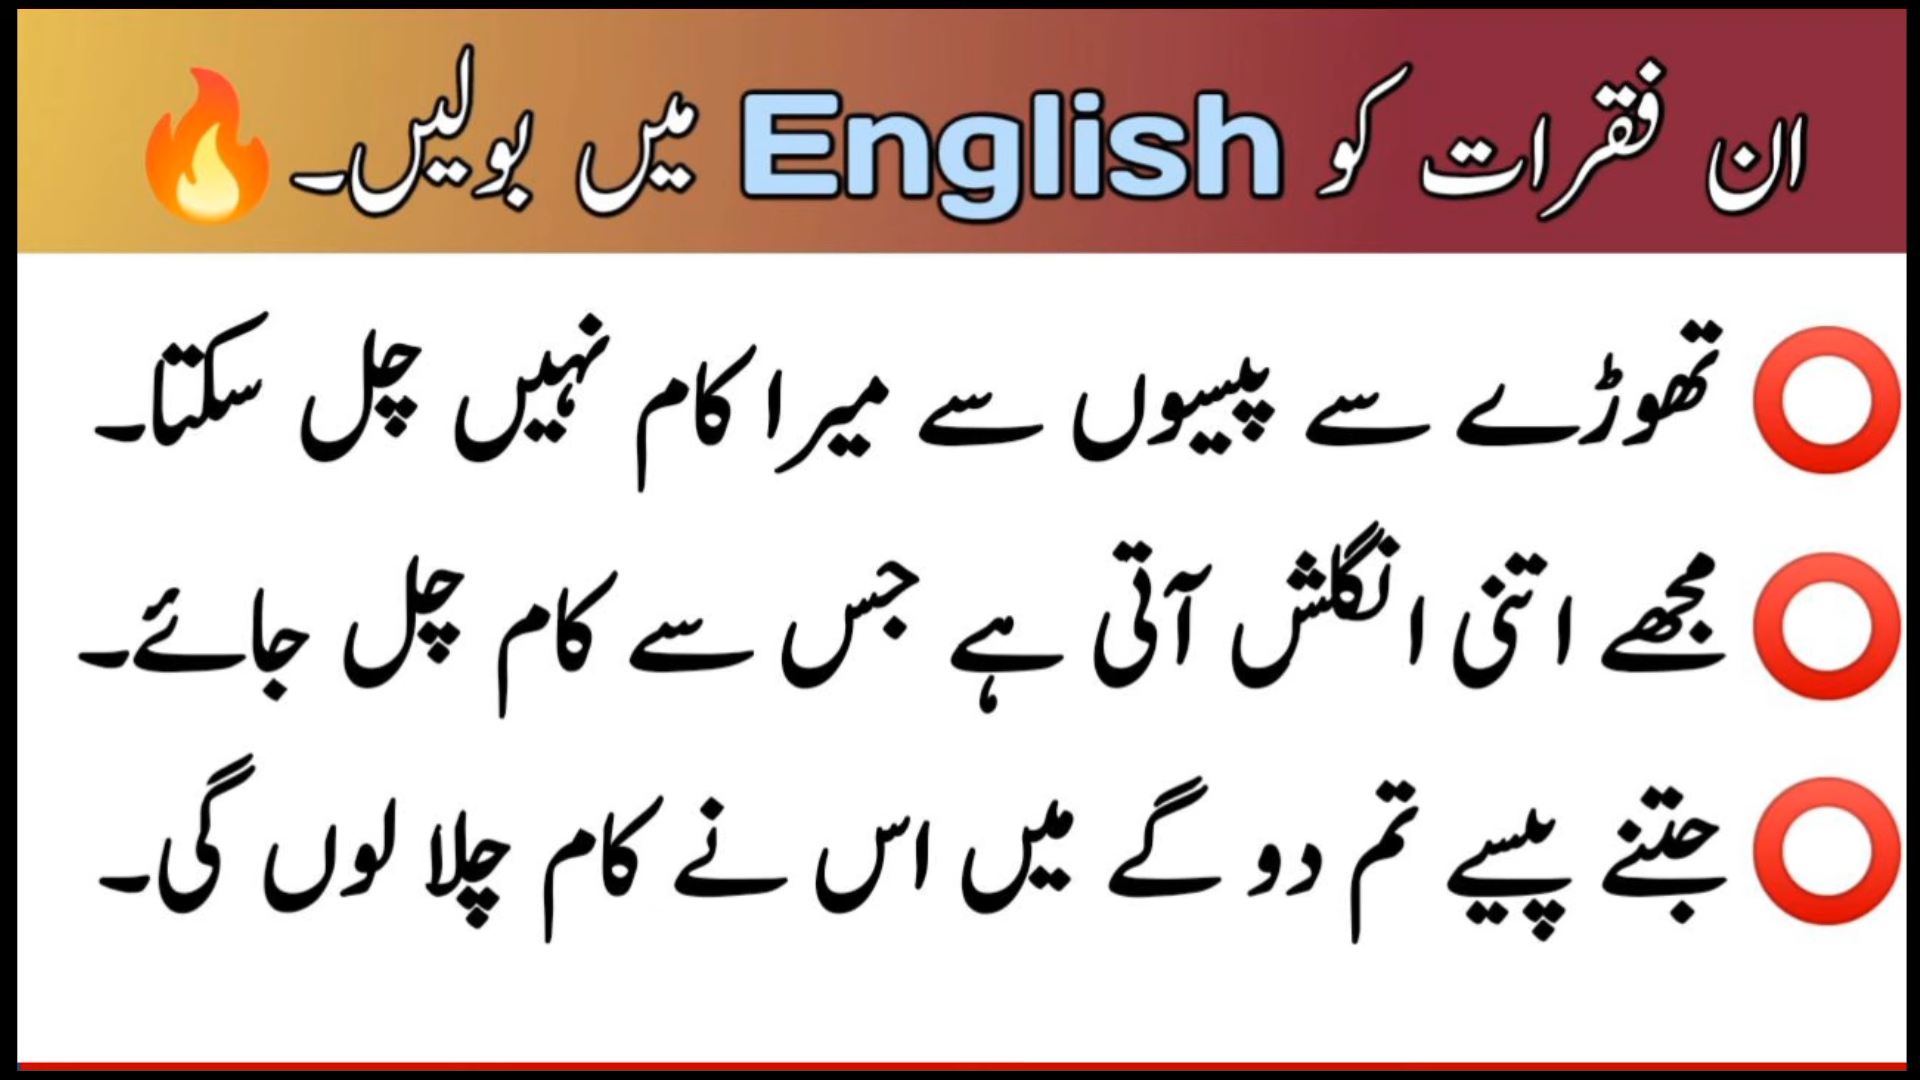 ان فقرات کو English میں بولیں۔🔥
⭕ تھوڑے سے پیسوں سے میرا کام نہیں چل سکتا۔
⭕ مجھے اتنی انگلش آتی ہے جس سے کام چل جائے۔
⭕ جتنے پیسے تم دو گے میں اس نے کام چلا لوں گی۔